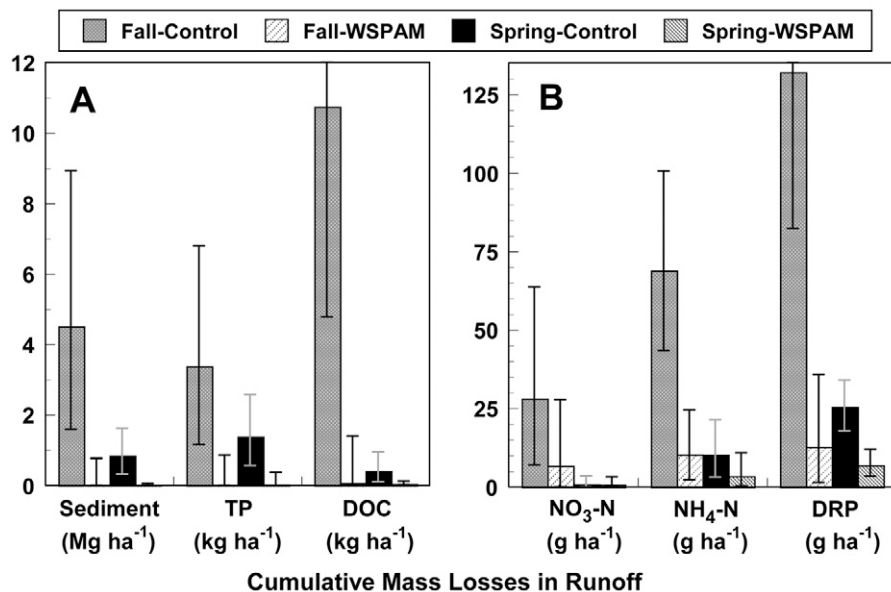 Fall-Control Fall-WSPAM Spring-Control Spring-WSPAM
A
12
10
8
6
4
2
0
Sediment TP DOC
(Mg ha⁻¹) (kg ha⁻¹) (kg ha⁻¹)
B
125
100
75
50
25
0
NO₃-N NH₄-N DRP
(g ha⁻¹) (g ha⁻¹) (g ha⁻¹)
Cumulative Mass Losses in Runoff